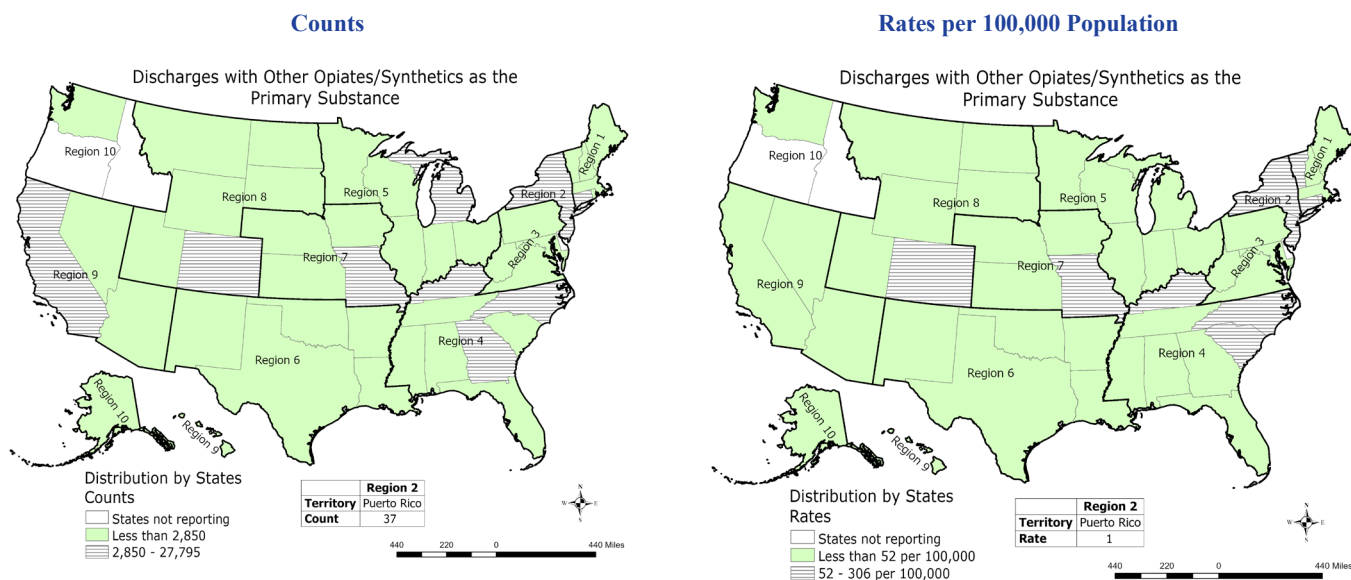 Counts
Discharges with Other Opiates/Synthetics as the
Primary Substance
Region 10
Region 1
Region 8
Region 5
Region 2
Region 3
Region 9
Region 7
Region 6
Region 4
Region 10
Region 9
Distribution by States
Counts
States not reporting
Less than 2,850
2,850 - 27,795
Region 2
Territory Puerto Rico
Count 37
N
W E
S
440 220 0 440 Miles
Rates per 100,000 Population
Discharges with Other Opiates/Synthetics as the
Primary Substance
Region 10
Region 1
Region 8
Region 5
Region 2
Region 3
Region 9
Region 7
Region 6
Region 4
Region 10
Region 9
Distribution by States
Rates
States not reporting
Less than 52 per 100,000
52 - 306 per 100,000
Region 2
Territory Puerto Rico
Rate 1
N
W E
S
440 220 0 440 Miles